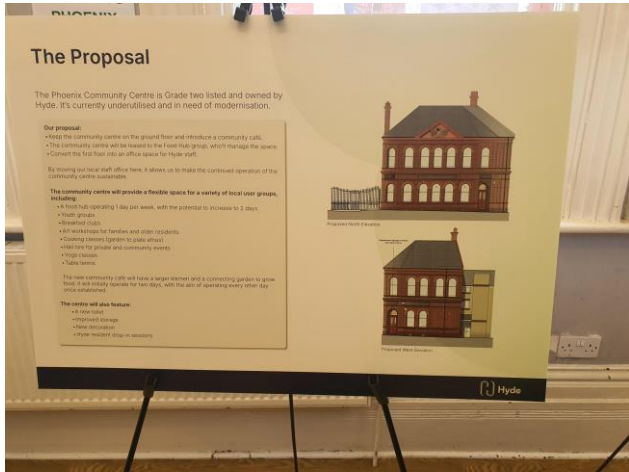 PHOENIX
The Proposal
The Phoenix Community Centre is Grade two listed and owned by
Hyde. It's currently underutilised and in need of modernisation.
Our proposal:
• Keep the community centre on the ground floor and introduce a community café.
• The community centre will be leased to the Food Hub group, who'll manage the space.
• Convert the first floor into an office space for Hyde staff.
By moving our local staff office here, it allows us to make the continued operation of the
community centre sustainable.
The community centre will provide a flexible space for a variety of local user groups,
including:
• A food hub operating 1 day per week, with the potential to increase to 2 days.
• Youth groups
• Breakfast clubs
• Art workshops for families and older residents
• Cooking classes (garden to plate ethos)
• Hall hire for private and community events
• Yoga classes
• Table tennis
The new community café will have a larger kitchen and a connecting garden to grow
food. It will initially operate for two days, with the aim of operating every other day
once established.
The centre will also feature:
• A new toilet
• Improved storage
• New decoration
• Hyde resident drop-in sessions
Proposed North Elevation
Proposed West Elevation
Hyde